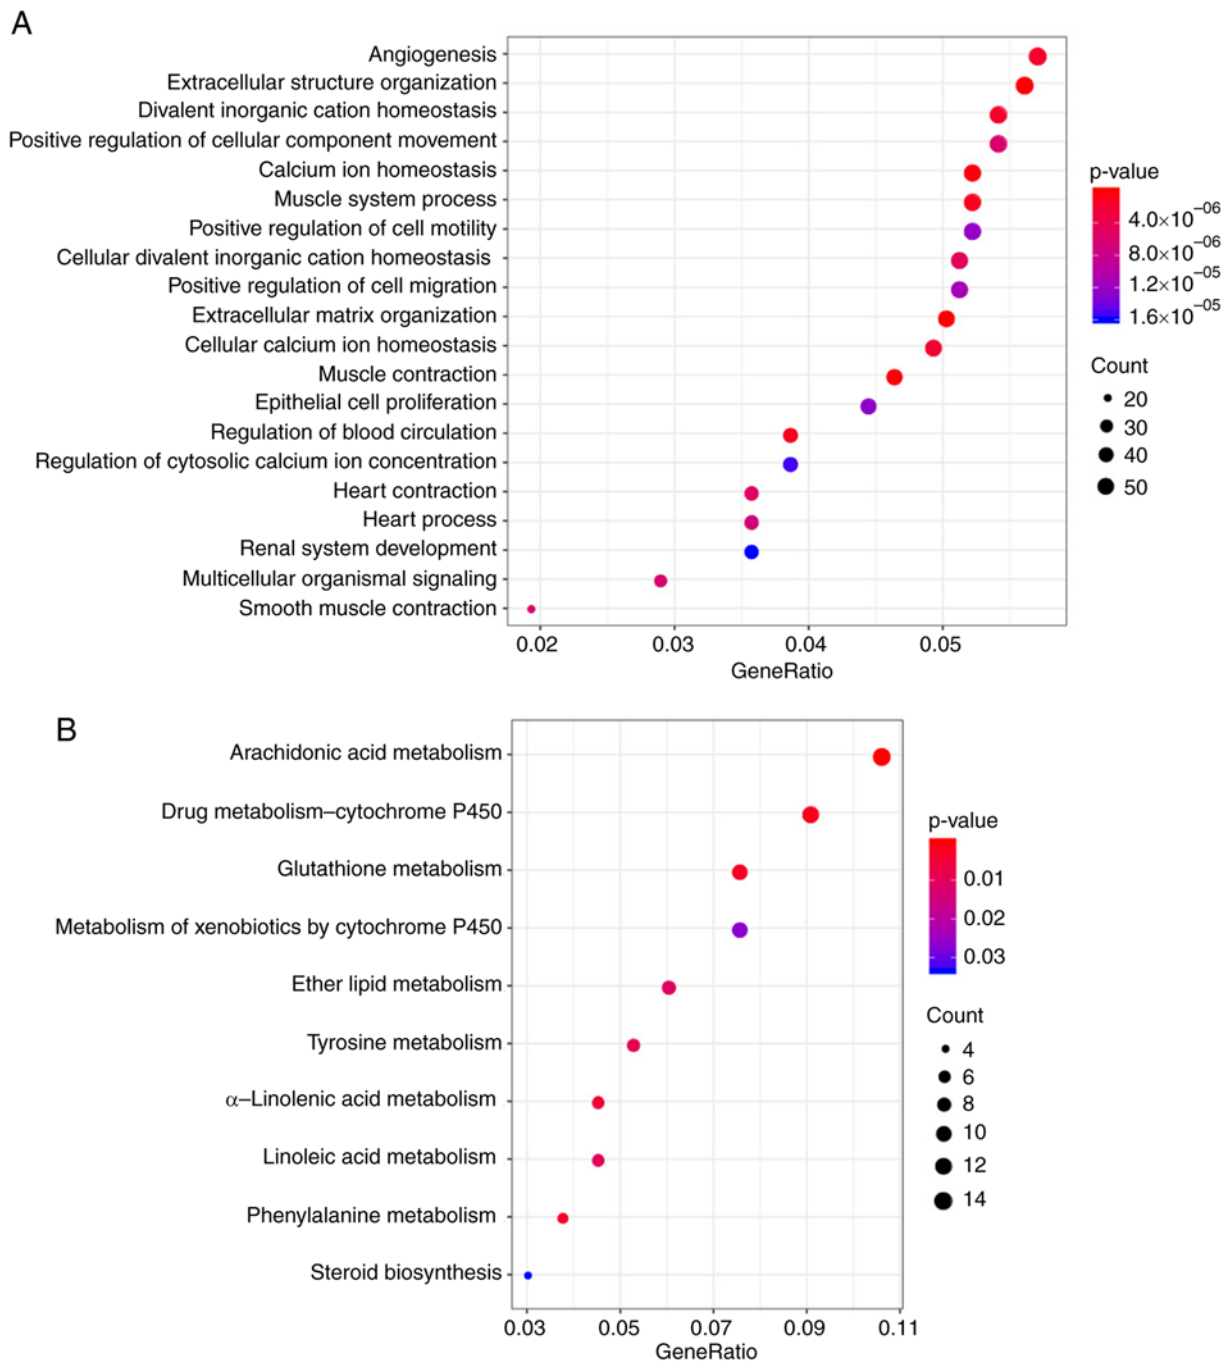 A
Angiogenesis
Extracellular structure organization
Divalent inorganic cation homeostasis
Positive regulation of cellular component movement
Calcium ion homeostasis
Muscle system process
Positive regulation of cell motility
Cellular divalent inorganic cation homeostasis
Positive regulation of cell migration
Extracellular matrix organization
Cellular calcium ion homeostasis
Muscle contraction
Epithelial cell proliferation
Regulation of blood circulation
Regulation of cytosolic calcium ion concentration
Heart contraction
Heart process
Renal system development
Multicellular organismal signaling
Smooth muscle contraction
0.02 0.03 0.04 0.05
GeneRatio
p-value
4.0×10⁻⁰⁶
8.0×10⁻⁰⁶
1.2×10⁻⁰⁵
1.6×10⁻⁰⁵
Count
20
30
40
50
B
Arachidonic acid metabolism
Drug metabolism–cytochrome P450
Glutathione metabolism
Metabolism of xenobiotics by cytochrome P450
Ether lipid metabolism
Tyrosine metabolism
α–Linolenic acid metabolism
Linoleic acid metabolism
Phenylalanine metabolism
Steroid biosynthesis
0.03 0.05 0.07 0.09 0.11
GeneRatio
p-value
0.01
0.02
0.03
Count
4
6
8
10
12
14